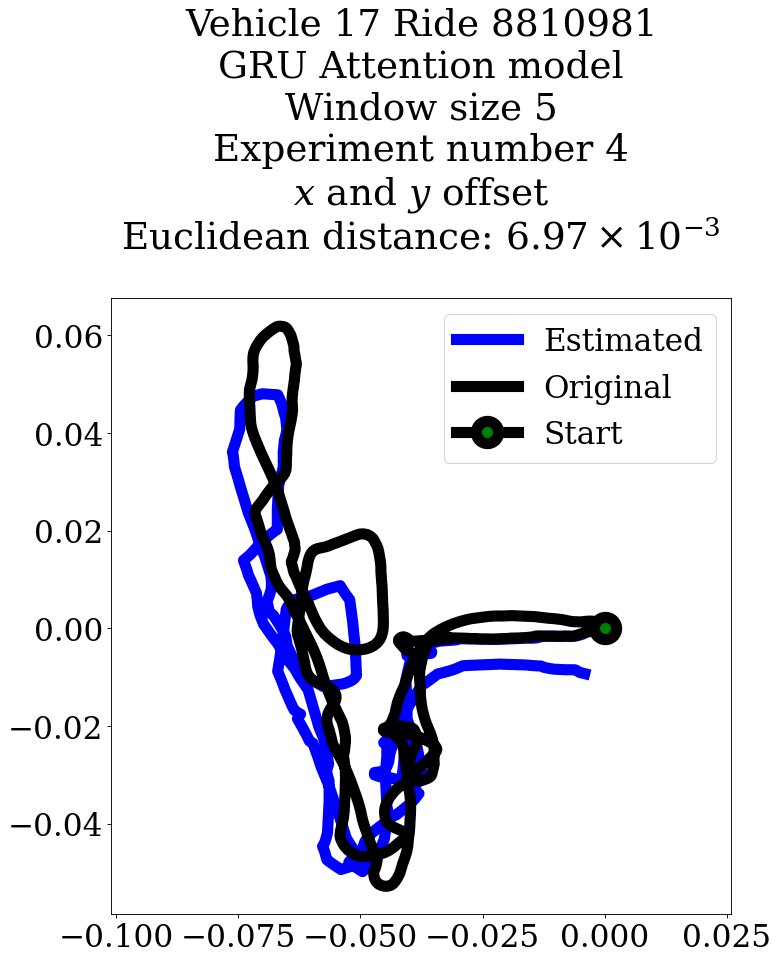 Vehicle 17 Ride 8810981
GRU Attention model
Window size 5
Experiment number 4
x and y offset
Euclidean distance: 6.97 × 10⁻³
Estimated
Original
Start
0.06
0.04
0.02
0.00
−0.02
−0.04
−0.100 −0.075 −0.050 −0.025 0.000 0.025